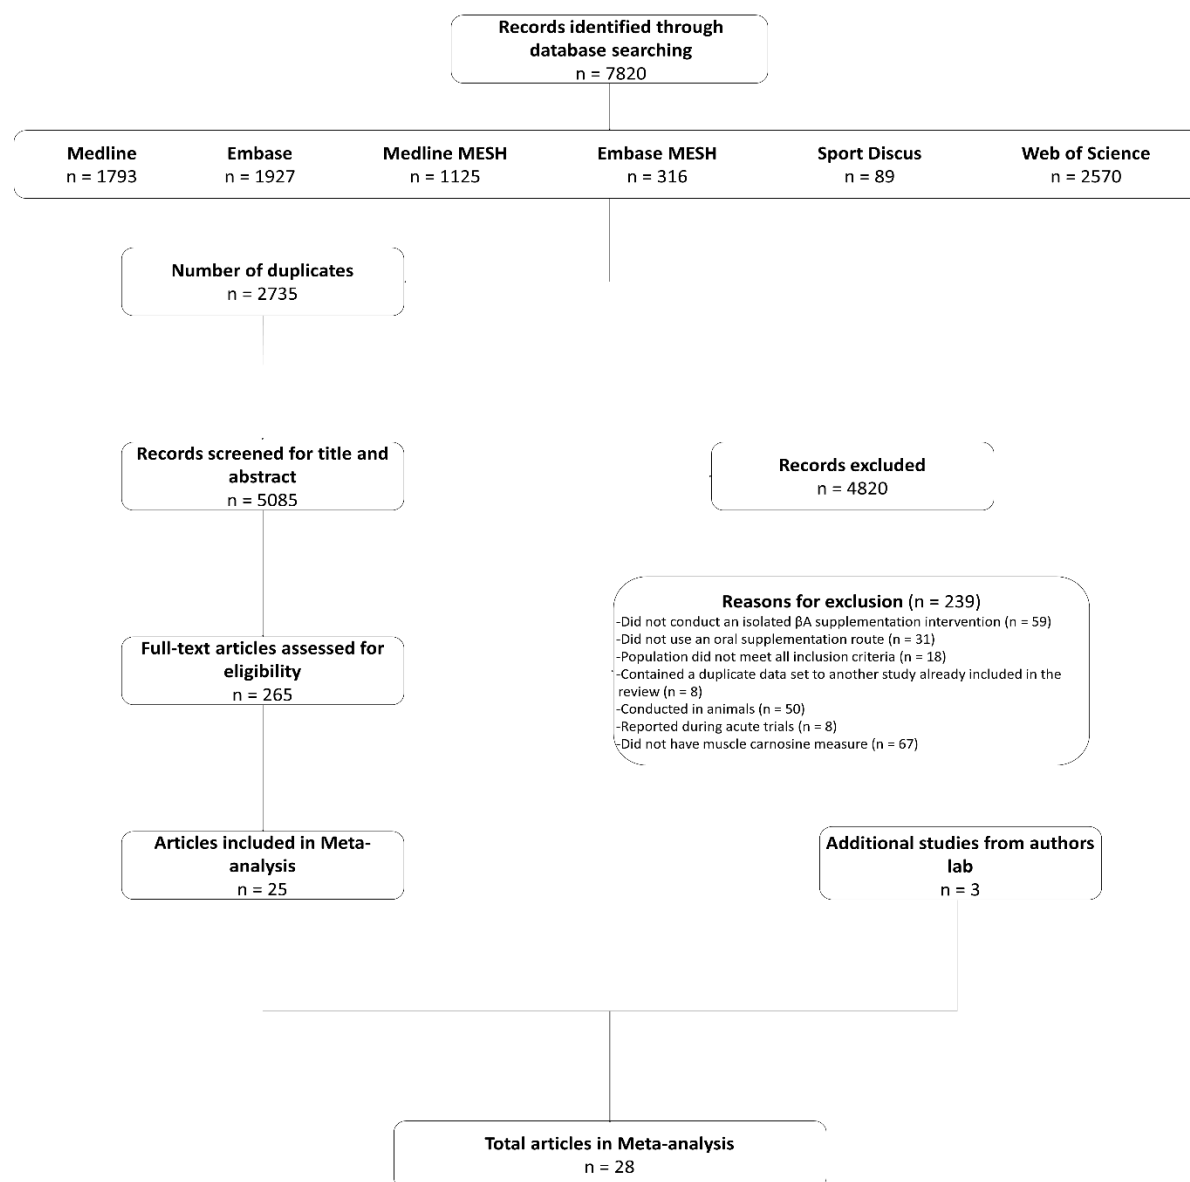 Records identified through
database searching
n = 7820
Medline
n = 1793
Embase
n = 1927
Medline MESH
n = 1125
Embase MESH
n = 316
Sport Discus
n = 89
Web of Science
n = 2570
Number of duplicates
n = 2735
Records screened for title and
abstract
n = 5085
Records excluded
n = 4820
Reasons for exclusion (n = 239)
-Did not conduct an isolated βA supplementation intervention (n = 59)
-Did not use an oral supplementation route (n = 31)
-Population did not meet all inclusion criteria (n = 18)
-Contained a duplicate data set to another study already included in the
review (n = 8)
-Conducted in animals (n = 50)
-Reported during acute trials (n = 8)
-Did not have muscle carnosine measure (n = 67)
Full-text articles assessed for
eligibility
n = 265
Articles included in Meta-
analysis
n = 25
Additional studies from authors
lab
n = 3
Total articles in Meta-analysis
n = 28